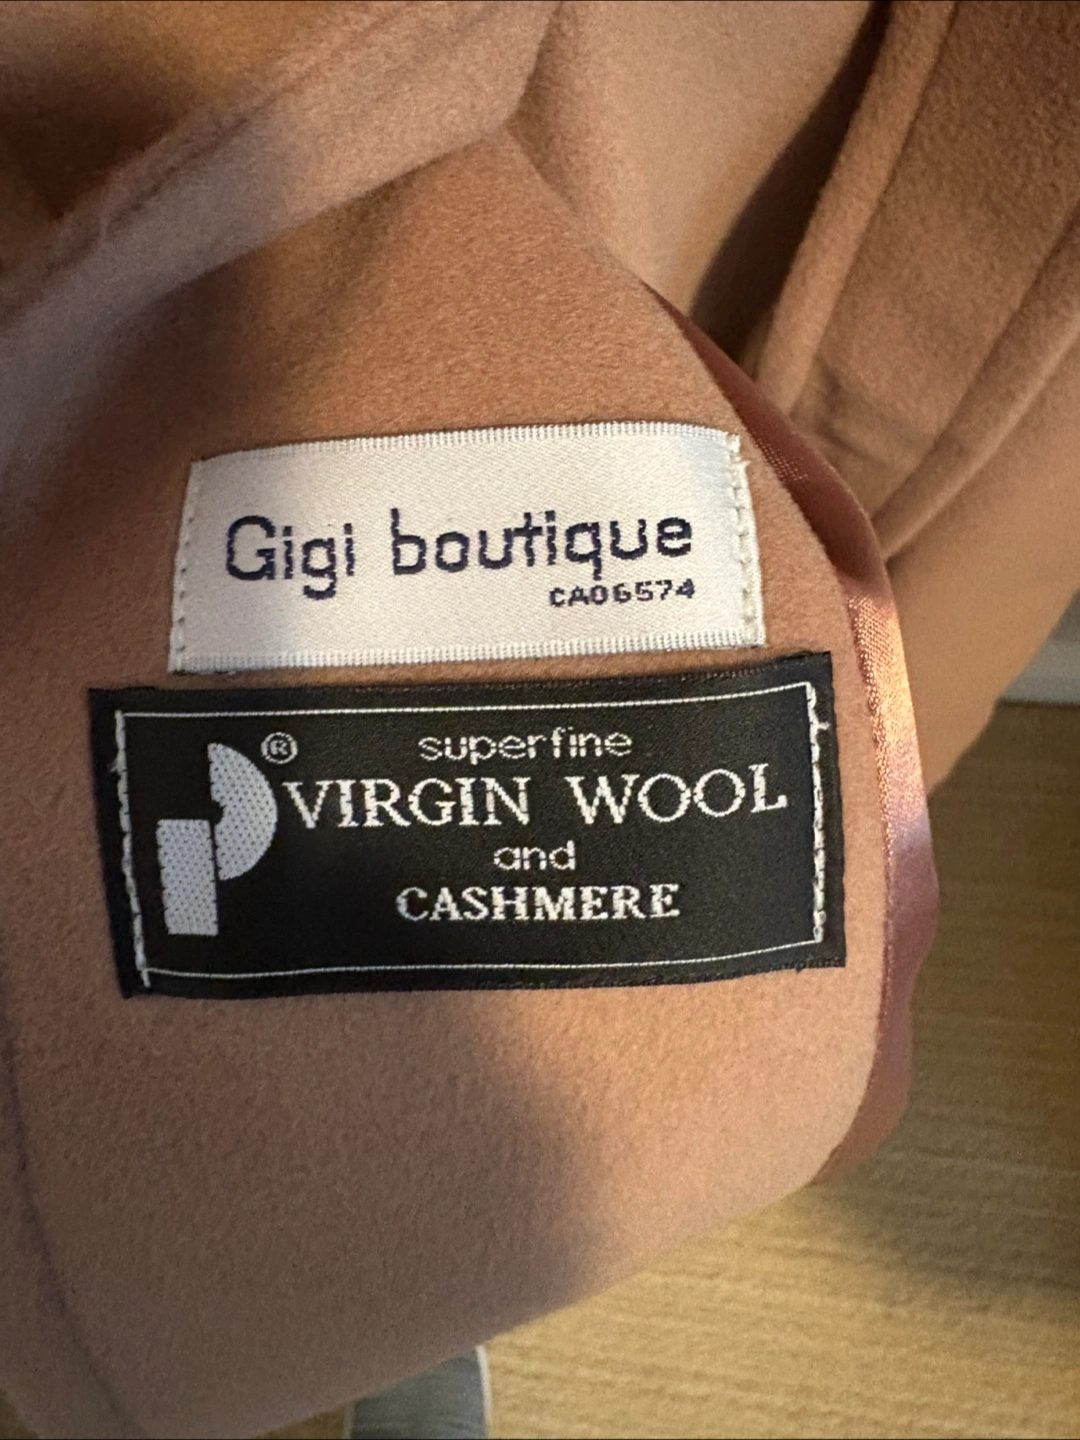 Gigi boutique
CA06574
®
superfine
VIRGIN WOOL
and
CASHMERE